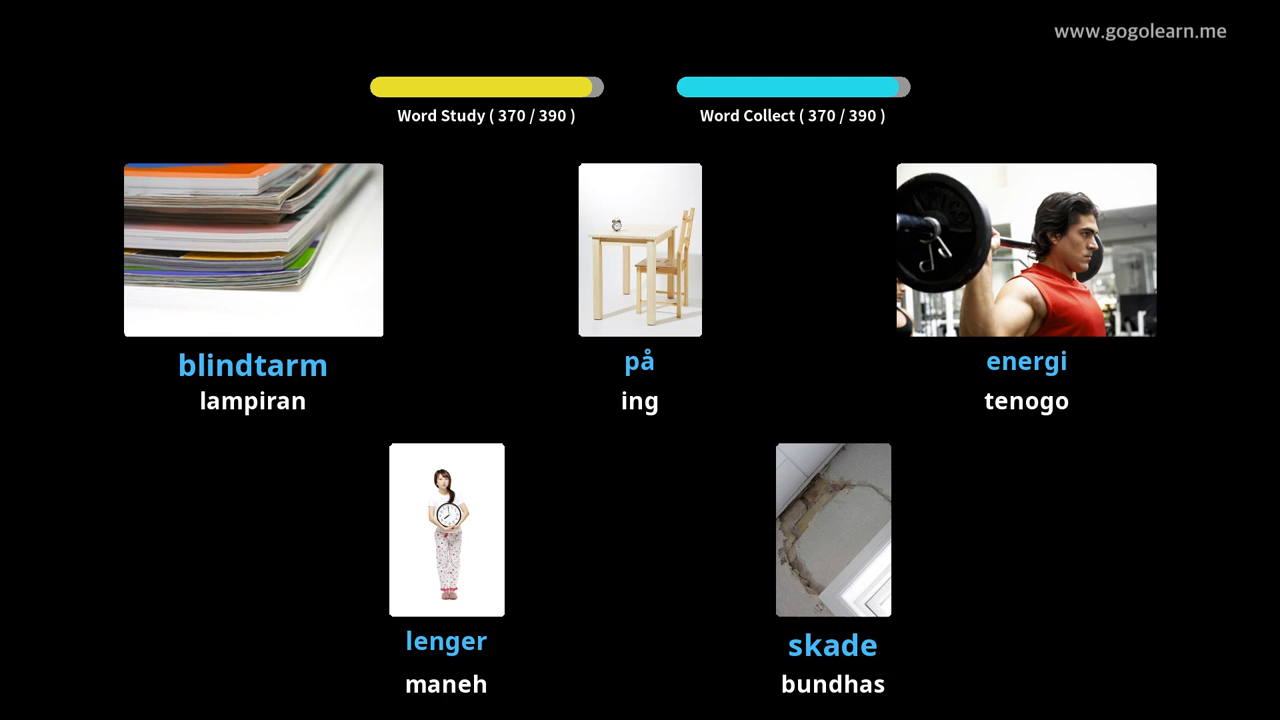 www.gogolearn.me
Word Study ( 370 / 390 )
Word Collect ( 370 / 390 )
blindtarm
lampiran
på
ing
energi
tenogo
lenger
maneh
skade
bundhas